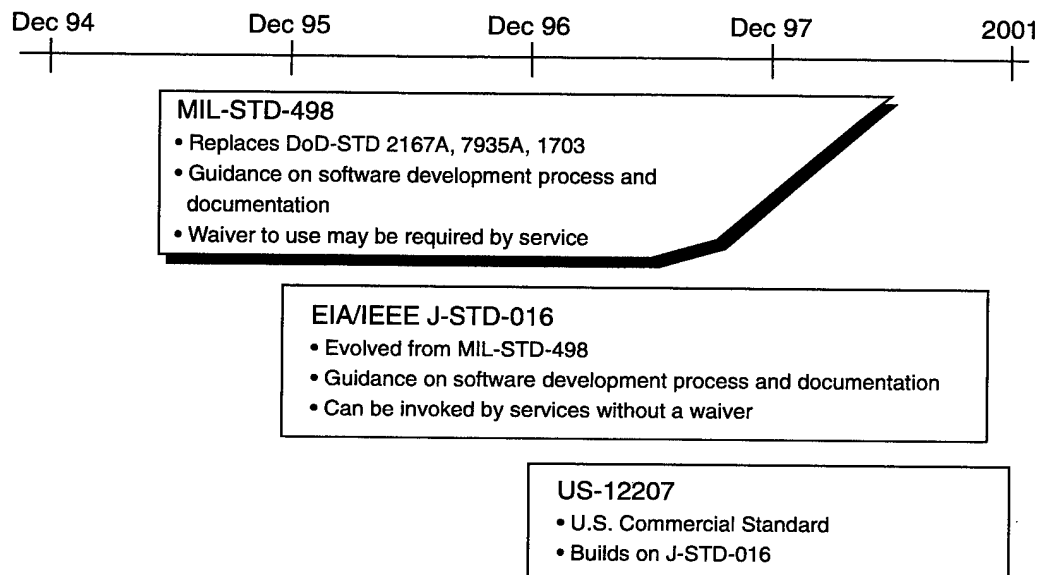 Dec 94 Dec 95 Dec 96 Dec 97 2001
MIL-STD-498
• Replaces DoD-STD 2167A, 7935A, 1703
• Guidance on software development process and
documentation
• Waiver to use may be required by service
EIA/IEEE J-STD-016
• Evolved from MIL-STD-498
• Guidance on software development process and documentation
• Can be invoked by services without a waiver
US-12207
• U.S. Commercial Standard
• Builds on J-STD-016